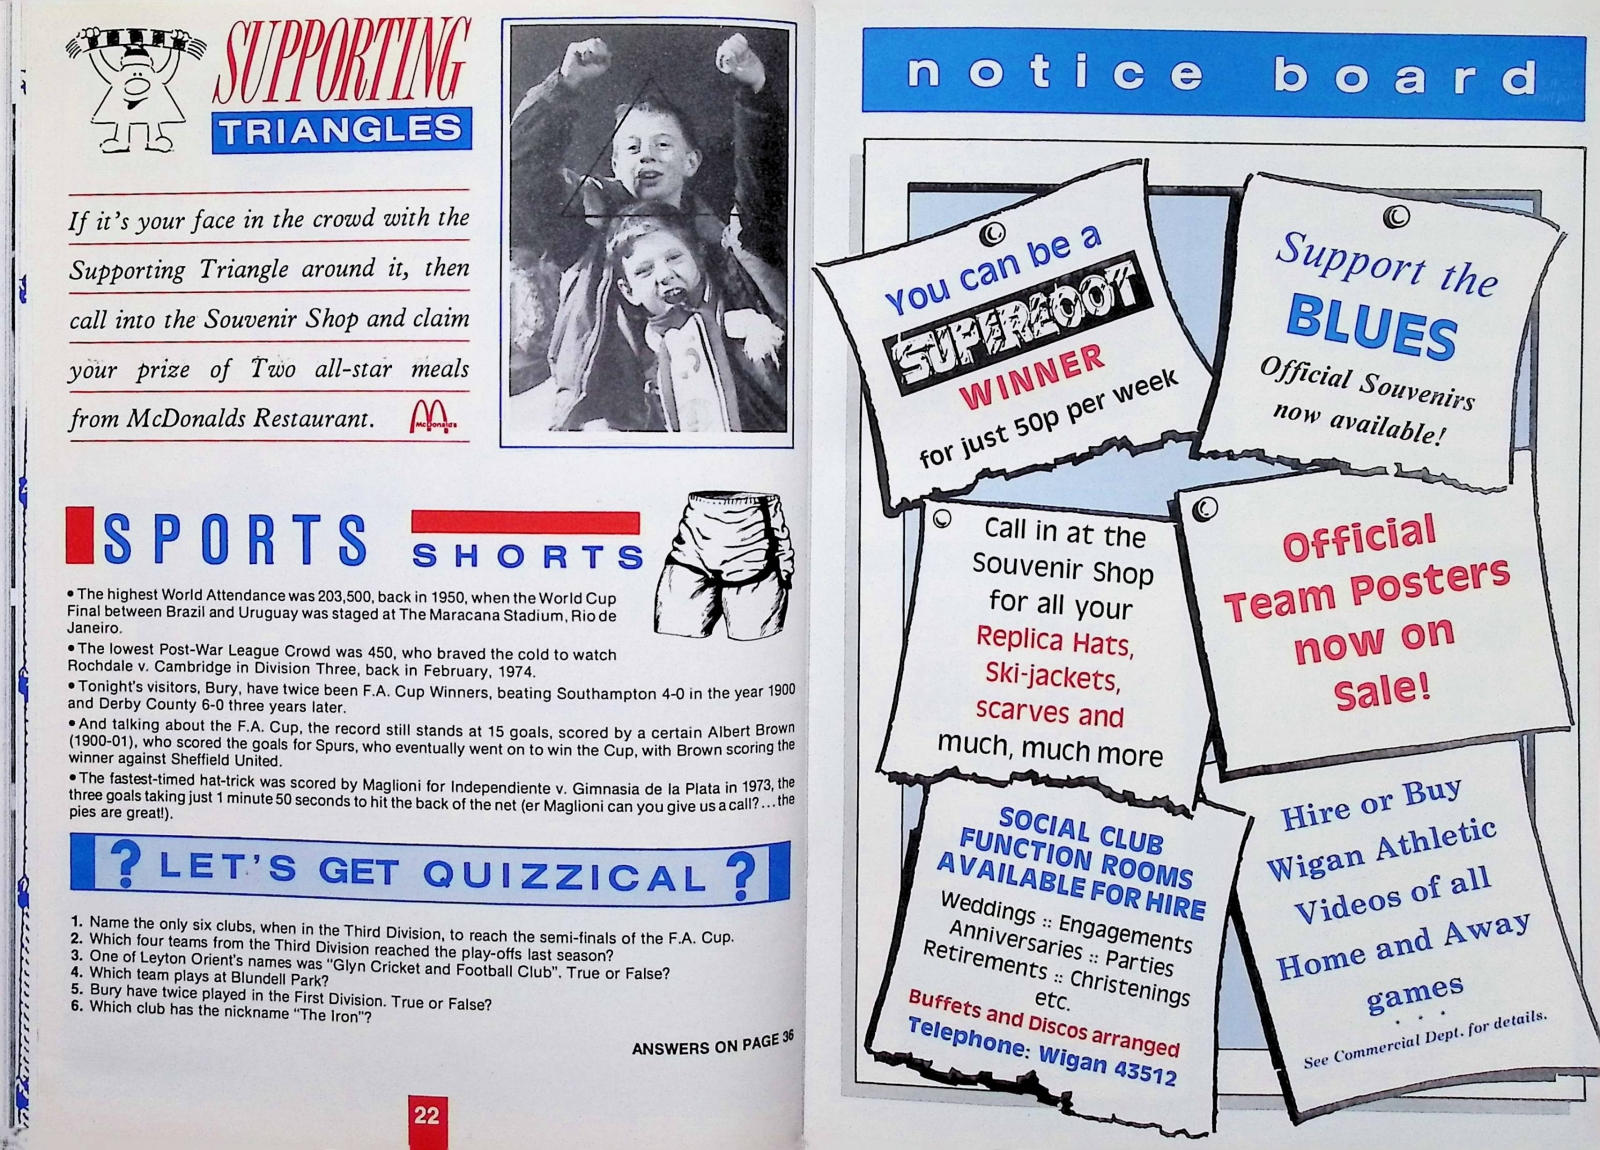 SUPPORTING
TRIANGLES
If it's your face in the crowd with the
Supporting Triangle around it, then
call into the Souvenir Shop and claim
your prize of Two all-star meals
from McDonalds Restaurant.
McDonald's
SPORTS
SHORTS
• The highest World Attendance was 203,500, back in 1950, when the World Cup
Final between Brazil and Uruguay was staged at The Maracana Stadium, Rio de
Janeiro.
• The lowest Post-War League Crowd was 450, who braved the cold to watch
Rochdale v. Cambridge in Division Three, back in February, 1974.
• Tonight's visitors, Bury, have twice been F.A. Cup Winners, beating Southampton 4-0 in the year 1900
and Derby County 6-0 three years later.
• And talking about the F.A. Cup, the record still stands at 15 goals, scored by a certain Albert Brown
(1900-01), who scored the goals for Spurs, who eventually went on to win the Cup, with Brown scoring the
winner against Sheffield United.
• The fastest-timed hat-trick was scored by Maglioni for Independiente v. Gimnasia de la Plata in 1973, the
three goals taking just 1 minute 50 seconds to hit the back of the net (er Maglioni can you give us a call?...the
pies are great!).
? LET'S GET QUIZZICAL ?
1. Name the only six clubs, when in the Third Division, to reach the semi-finals of the F.A. Cup.
2. Which four teams from the Third Division reached the play-offs last season?
3. One of Leyton Orient's names was "Glyn Cricket and Football Club". True or False?
4. Which team plays at Blundell Park?
5. Bury have twice played in the First Division. True or False?
6. Which club has the nickname "The Iron"?
ANSWERS ON PAGE 36
22
notice board
You can be a
SUPREOOT
WINNER
for just 50p per week
Support the
BLUES
Official Souvenirs
now available!
Call in at the
Souvenir Shop
for all your
Replica Hats,
Ski-jackets,
scarves and
much, much more
Official
Team Posters
now on
Sale!
SOCIAL CLUB
FUNCTION ROOMS
AVAILABLE FOR HIRE
Weddings :: Engagements
Anniversaries :: Parties
Retirements :: Christenings
etc.
Buffets and Discos arranged
Telephone: Wigan 43512
Hire or Buy
Wigan Athletic
Videos of all
Home and Away
games
. . .
See Commercial Dept. for details.